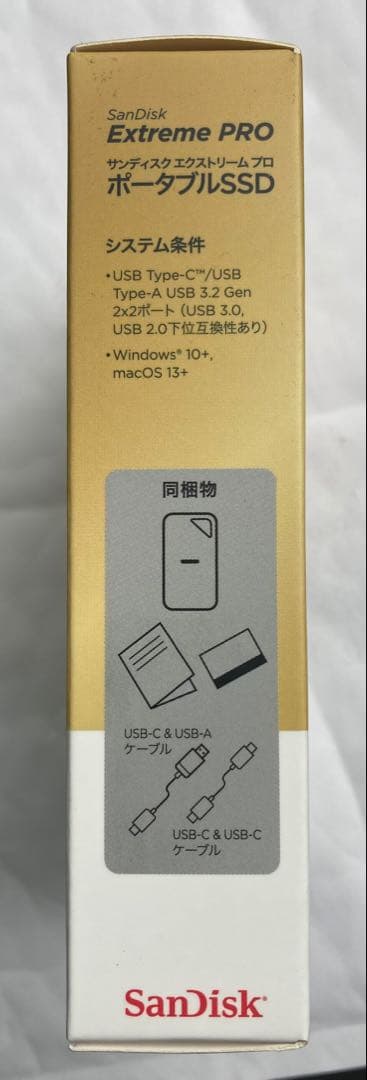 SanDisk
Extreme PRO
サンディスク エクストリーム プロ
ポータブルSSD
システム条件
・USB Type-C™/USB
Type-A USB 3.2 Gen
2x2ポート（USB 3.0,
USB 2.0下位互換性あり）
・Windows® 10+,
macOS 13+
同梱物
USB-C & USB-A
ケーブル
USB-C & USB-C
ケーブル
SanDisk®